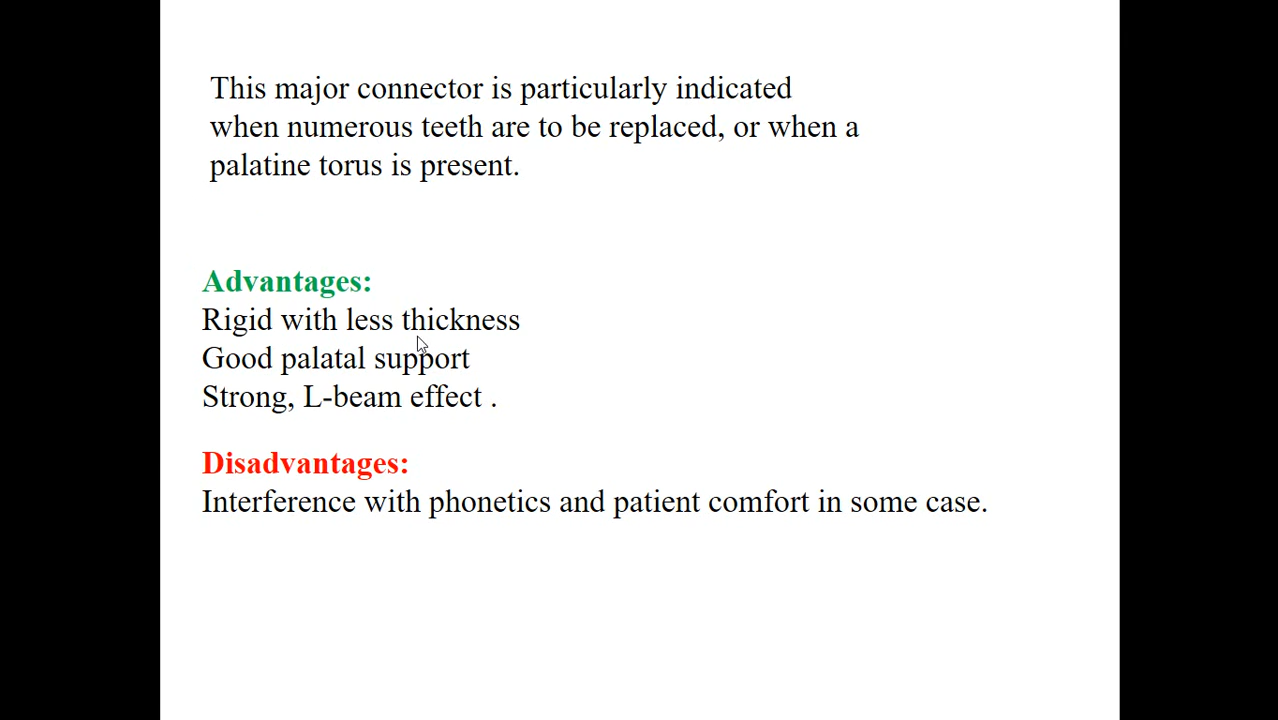 This major connector is particularly indicated
when numerous teeth are to be replaced, or when a
palatine torus is present.
Advantages:
Rigid with less thickness
Good palatal support
Strong, L-beam effect .
Disadvantages:
Interference with phonetics and patient comfort in some case.